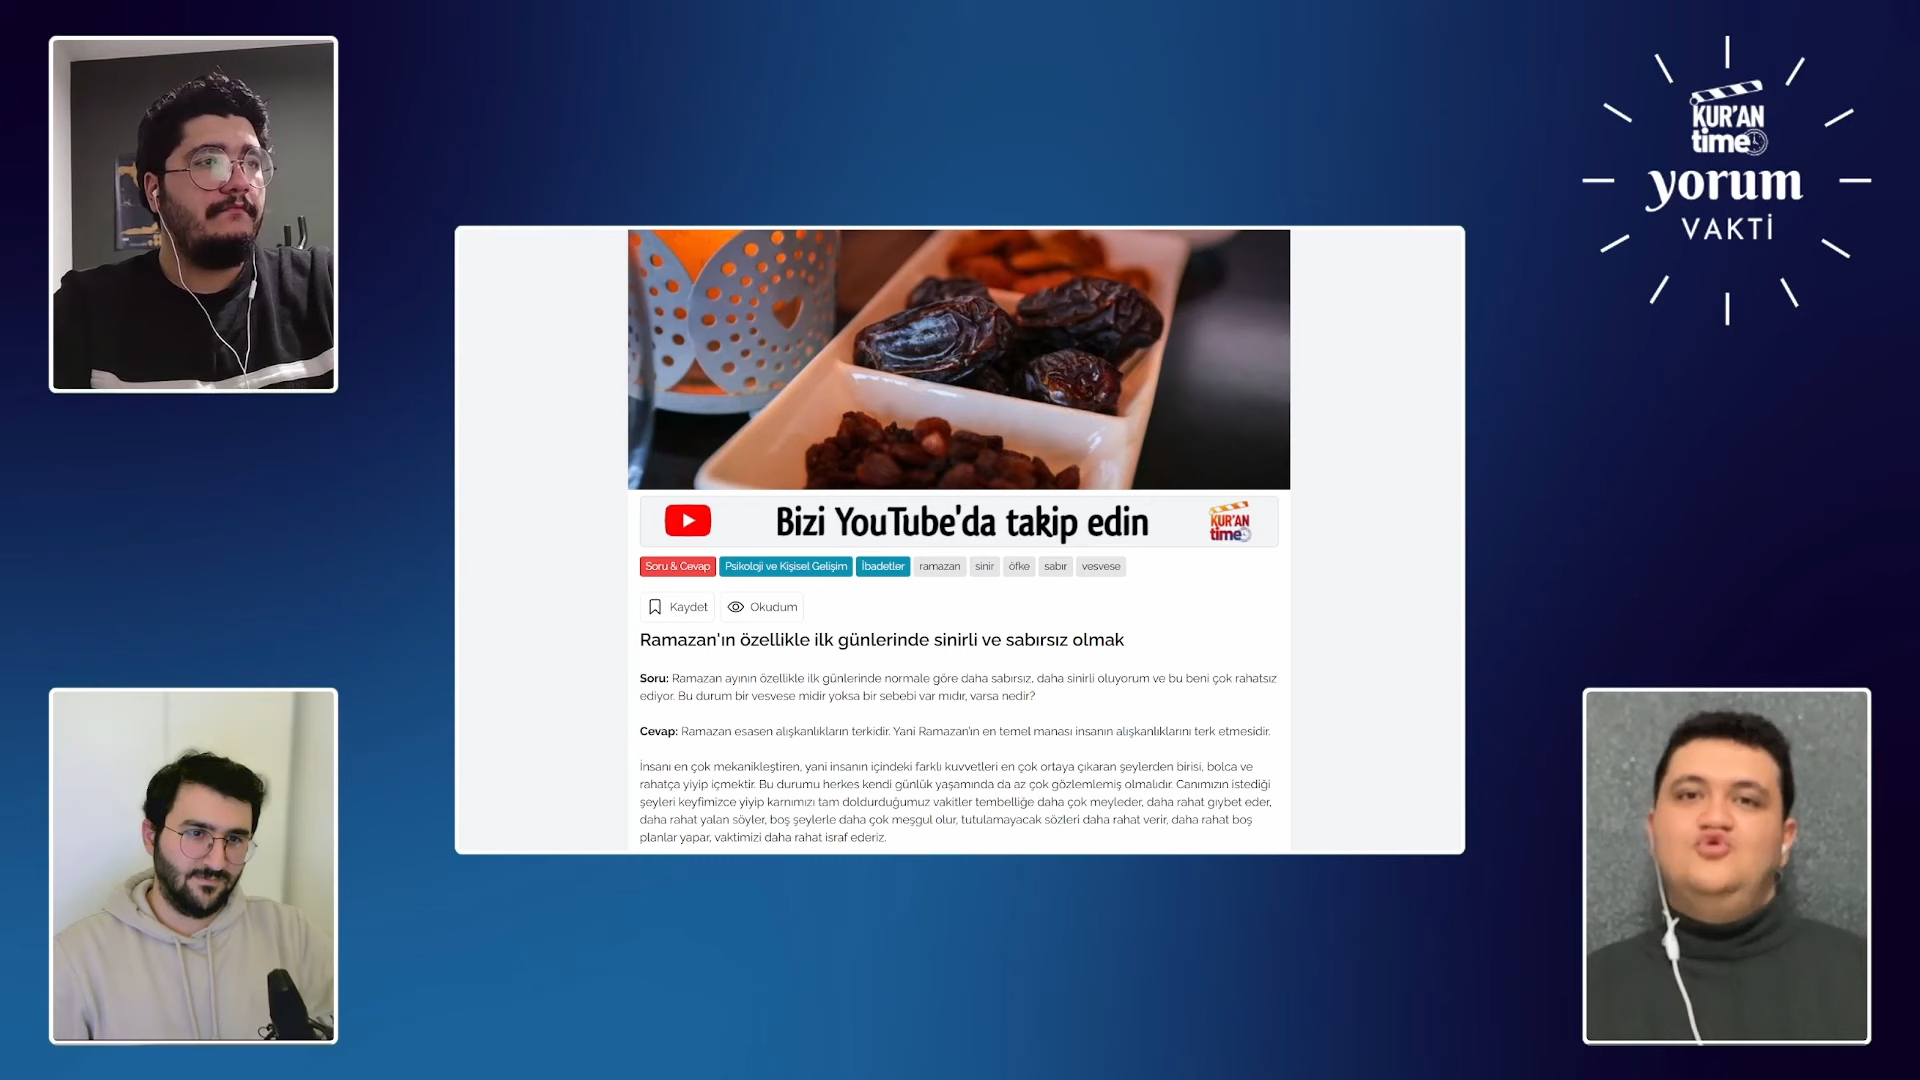 KUR'AN
time
yorum
VAKTİ
Bizi YouTube'da takip edin
KUR'AN
time
Soru & Cevap Psikoloji ve Kişisel Gelişim İbadetler ramazan sinir öfke sabır vesvese
Kaydet Okudum
Ramazan'ın özellikle ilk günlerinde sinirli ve sabırsız olmak
Soru: Ramazan ayının özellikle ilk günlerinde normale göre daha sabırsız, daha sinirli oluyorum ve bu beni çok rahatsız
ediyor. Bu durum bir vesvese midir yoksa bir sebebi var mıdır, varsa nedir?
Cevap: Ramazan esasen alışkanlıkların terkidir. Yani Ramazan'ın en temel manası insanın alışkanlıklarını terk etmesidir.
İnsanı en çok mekanikleştiren, yani insanın içindeki farklı kuvvetleri en çok ortaya çıkaran şeylerden birisi, bolca ve
rahatça yiyip içmektir. Bu durumu herkes kendi günlük yaşamında da az çok gözlemlemiş olmalıdır. Canımızın istediği
şeyleri keyfimizce yiyip karnımızı tam doldurduğumuz vakitler tembelliğe daha çok meyleder, daha rahat gıybet eder,
daha rahat yalan söyler, boş şeylerle daha çok meşgul olur, tutulamayacak sözleri daha rahat verir, daha rahat boş
planlar yapar, vaktimizi daha rahat israf ederiz.